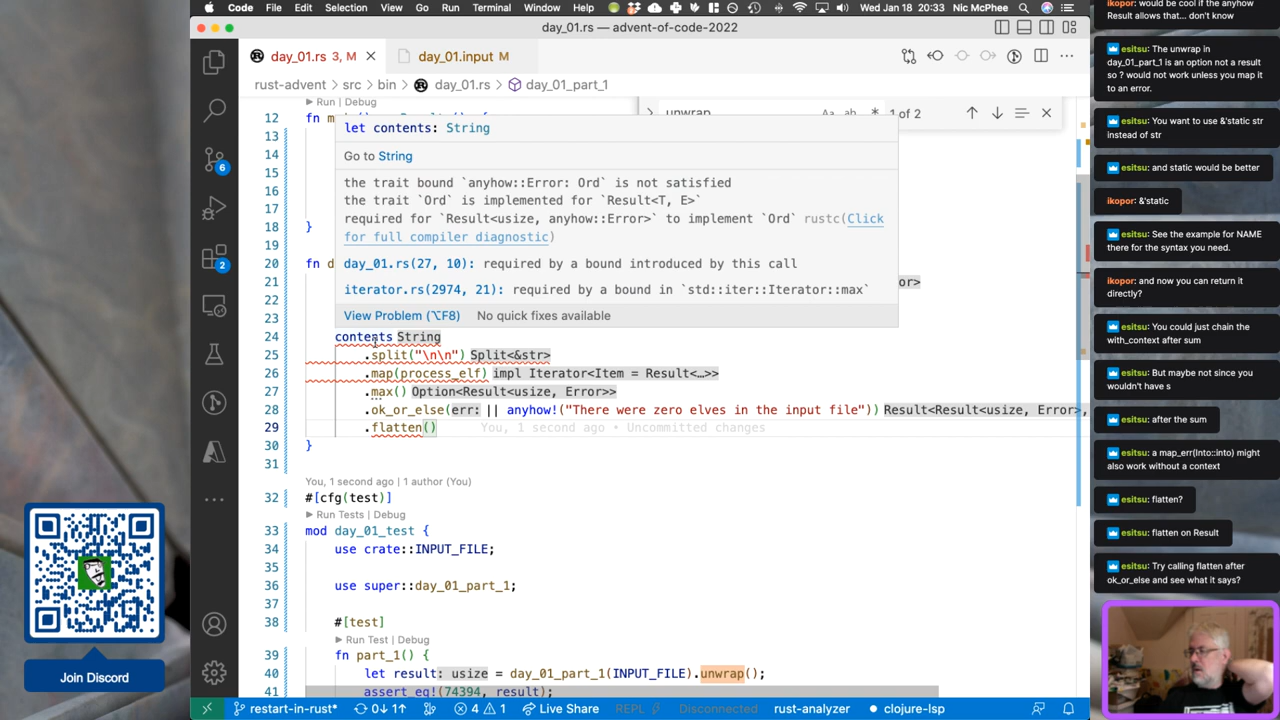 Code File Edit Selection View Go Run Terminal Window Help
Wed Jan 18 20:33 Nic McPhee
day_01.rs — advent-of-code-2022
day_01.rs 3, M
day_01.input M
rust-advent > src > bin > day_01.rs > day_01_part_1
Run | Debug
unwrap
Aa ab * 1 of 2
12
13
14
15
16
17
18 }
19
20 fn d
21
22
23
let contents: String
Go to String
the trait bound `anyhow::Error: Ord` is not satisfied
the trait `Ord` is implemented for `Result<T, E>`
required for `Result<usize, anyhow::Error>` to implement `Ord` rustc(Click
for full compiler diagnostic)
day_01.rs(27, 10): required by a bound introduced by this call
iterator.rs(2974, 21): required by a bound in `std::iter::Iterator::max`
View Problem (⌥F8) No quick fixes available
or>
24 contents String
25 .split("\n\n") Split<&str>
26 .map(process_elf) impl Iterator<Item = Result<…>>
27 .max() Option<Result<usize, Error>>
28 .ok_or_else(err: || anyhow!("There were zero elves in the input file")) Result<Result<usize, Error>,
29 .flatten() You, 1 second ago • Uncommitted changes
30 }
31
You, 1 second ago | 1 author (You)
32 #[cfg(test)]
Run Tests | Debug
33 mod day_01_test {
34 use crate::INPUT_FILE;
35
36 use super::day_01_part_1;
37
38 #[test]
Run Test | Debug
39 fn part_1() {
40 let result: usize = day_01_part_1(INPUT_FILE).unwrap();
41 assert_eq!(74394, result);
6
2
restart-in-rust* 0↓ 1↑ 4 1 Live Share REPL Disconnected rust-analyzer clojure-lsp
Join Discord
ikopor: would be cool if the anyhow
Result allows that... don't know
esitsu: The unwrap in
day_01_part_1 is an option not a result
so ? would not work unless you map it
to an error.
esitsu: You want to use &'static str
instead of str
esitsu: and static would be better
ikopor: &'static
esitsu: See the example for NAME
there for the syntax you need.
ikopor: and now you can return it
directly?
esitsu: You could just chain the
with_context after sum
esitsu: But maybe not since you
wouldn't have s
esitsu: after the sum
esitsu: a map_err(Into::into) might
also work without a context
esitsu: flatten?
esitsu: flatten on Result
esitsu: Try calling flatten after
ok_or_else and see what it says?